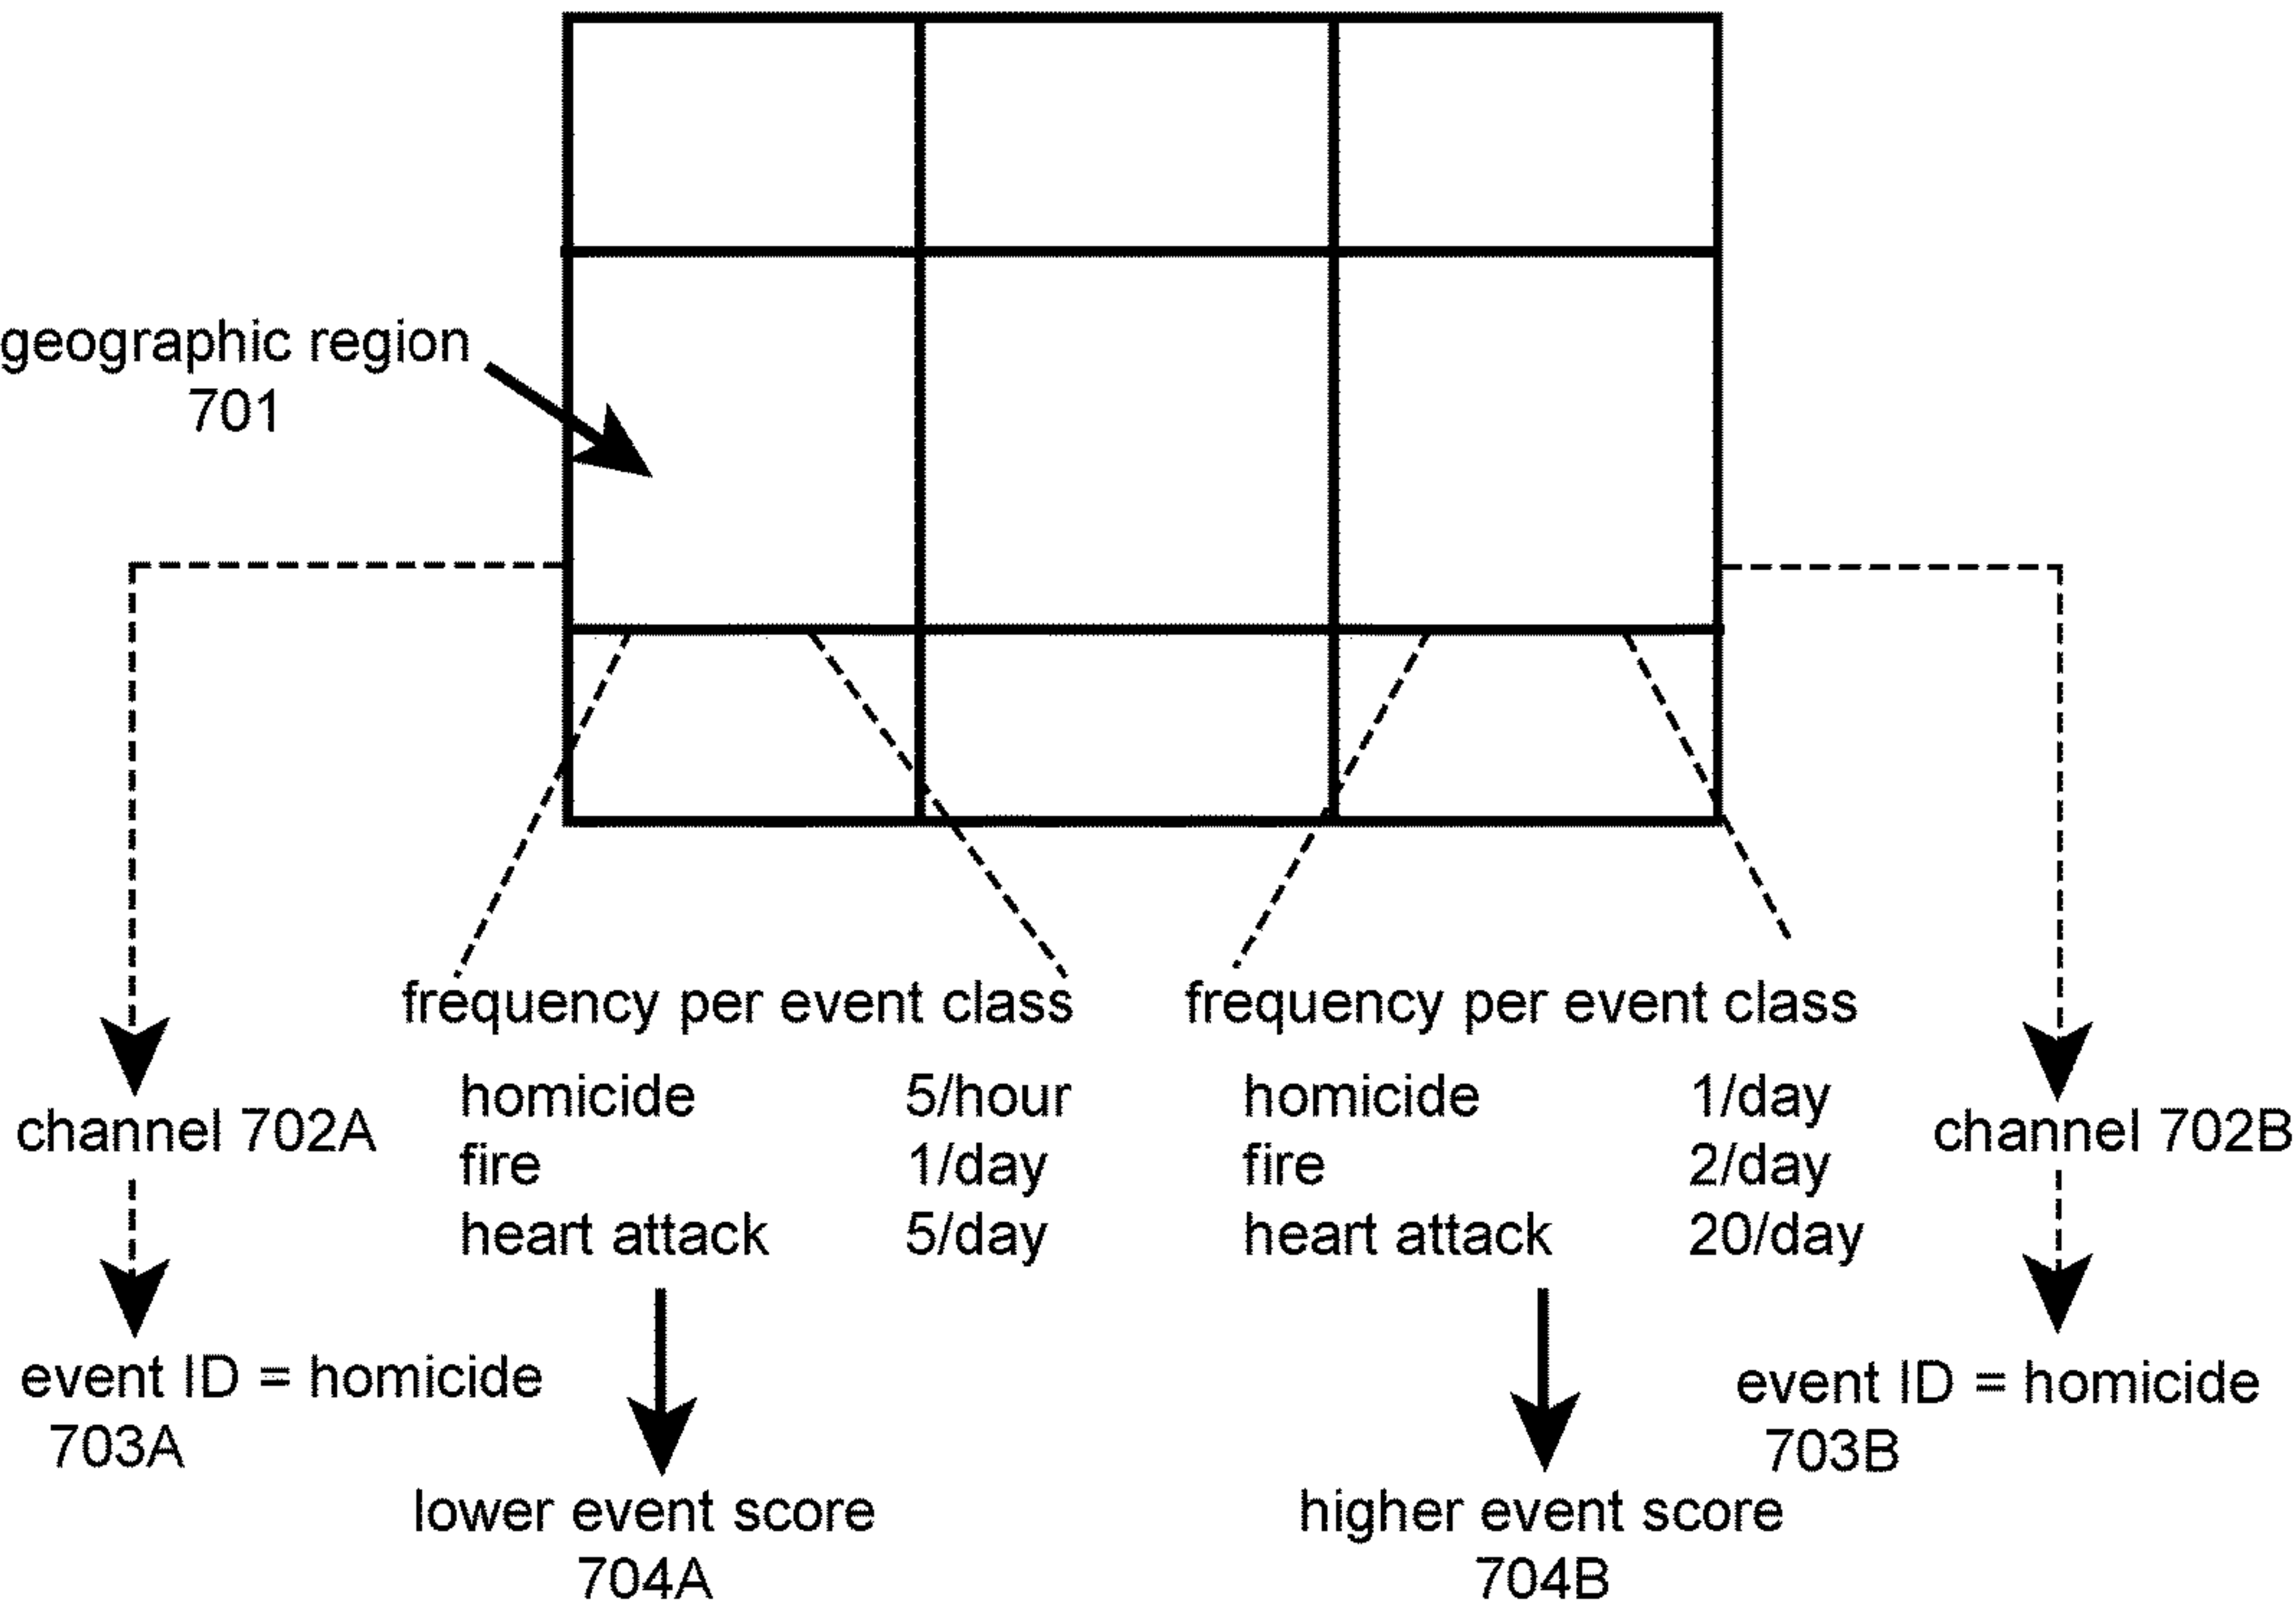 geographic region
701
frequency per event class
homicide 5/hour
fire 1/day
heart attack 5/day
frequency per event class
homicide 1/day
fire 2/day
heart attack 20/day
channel 702A
channel 702B
event ID = homicide
703A
event ID = homicide
703B
lower event score
704A
higher event score
704B